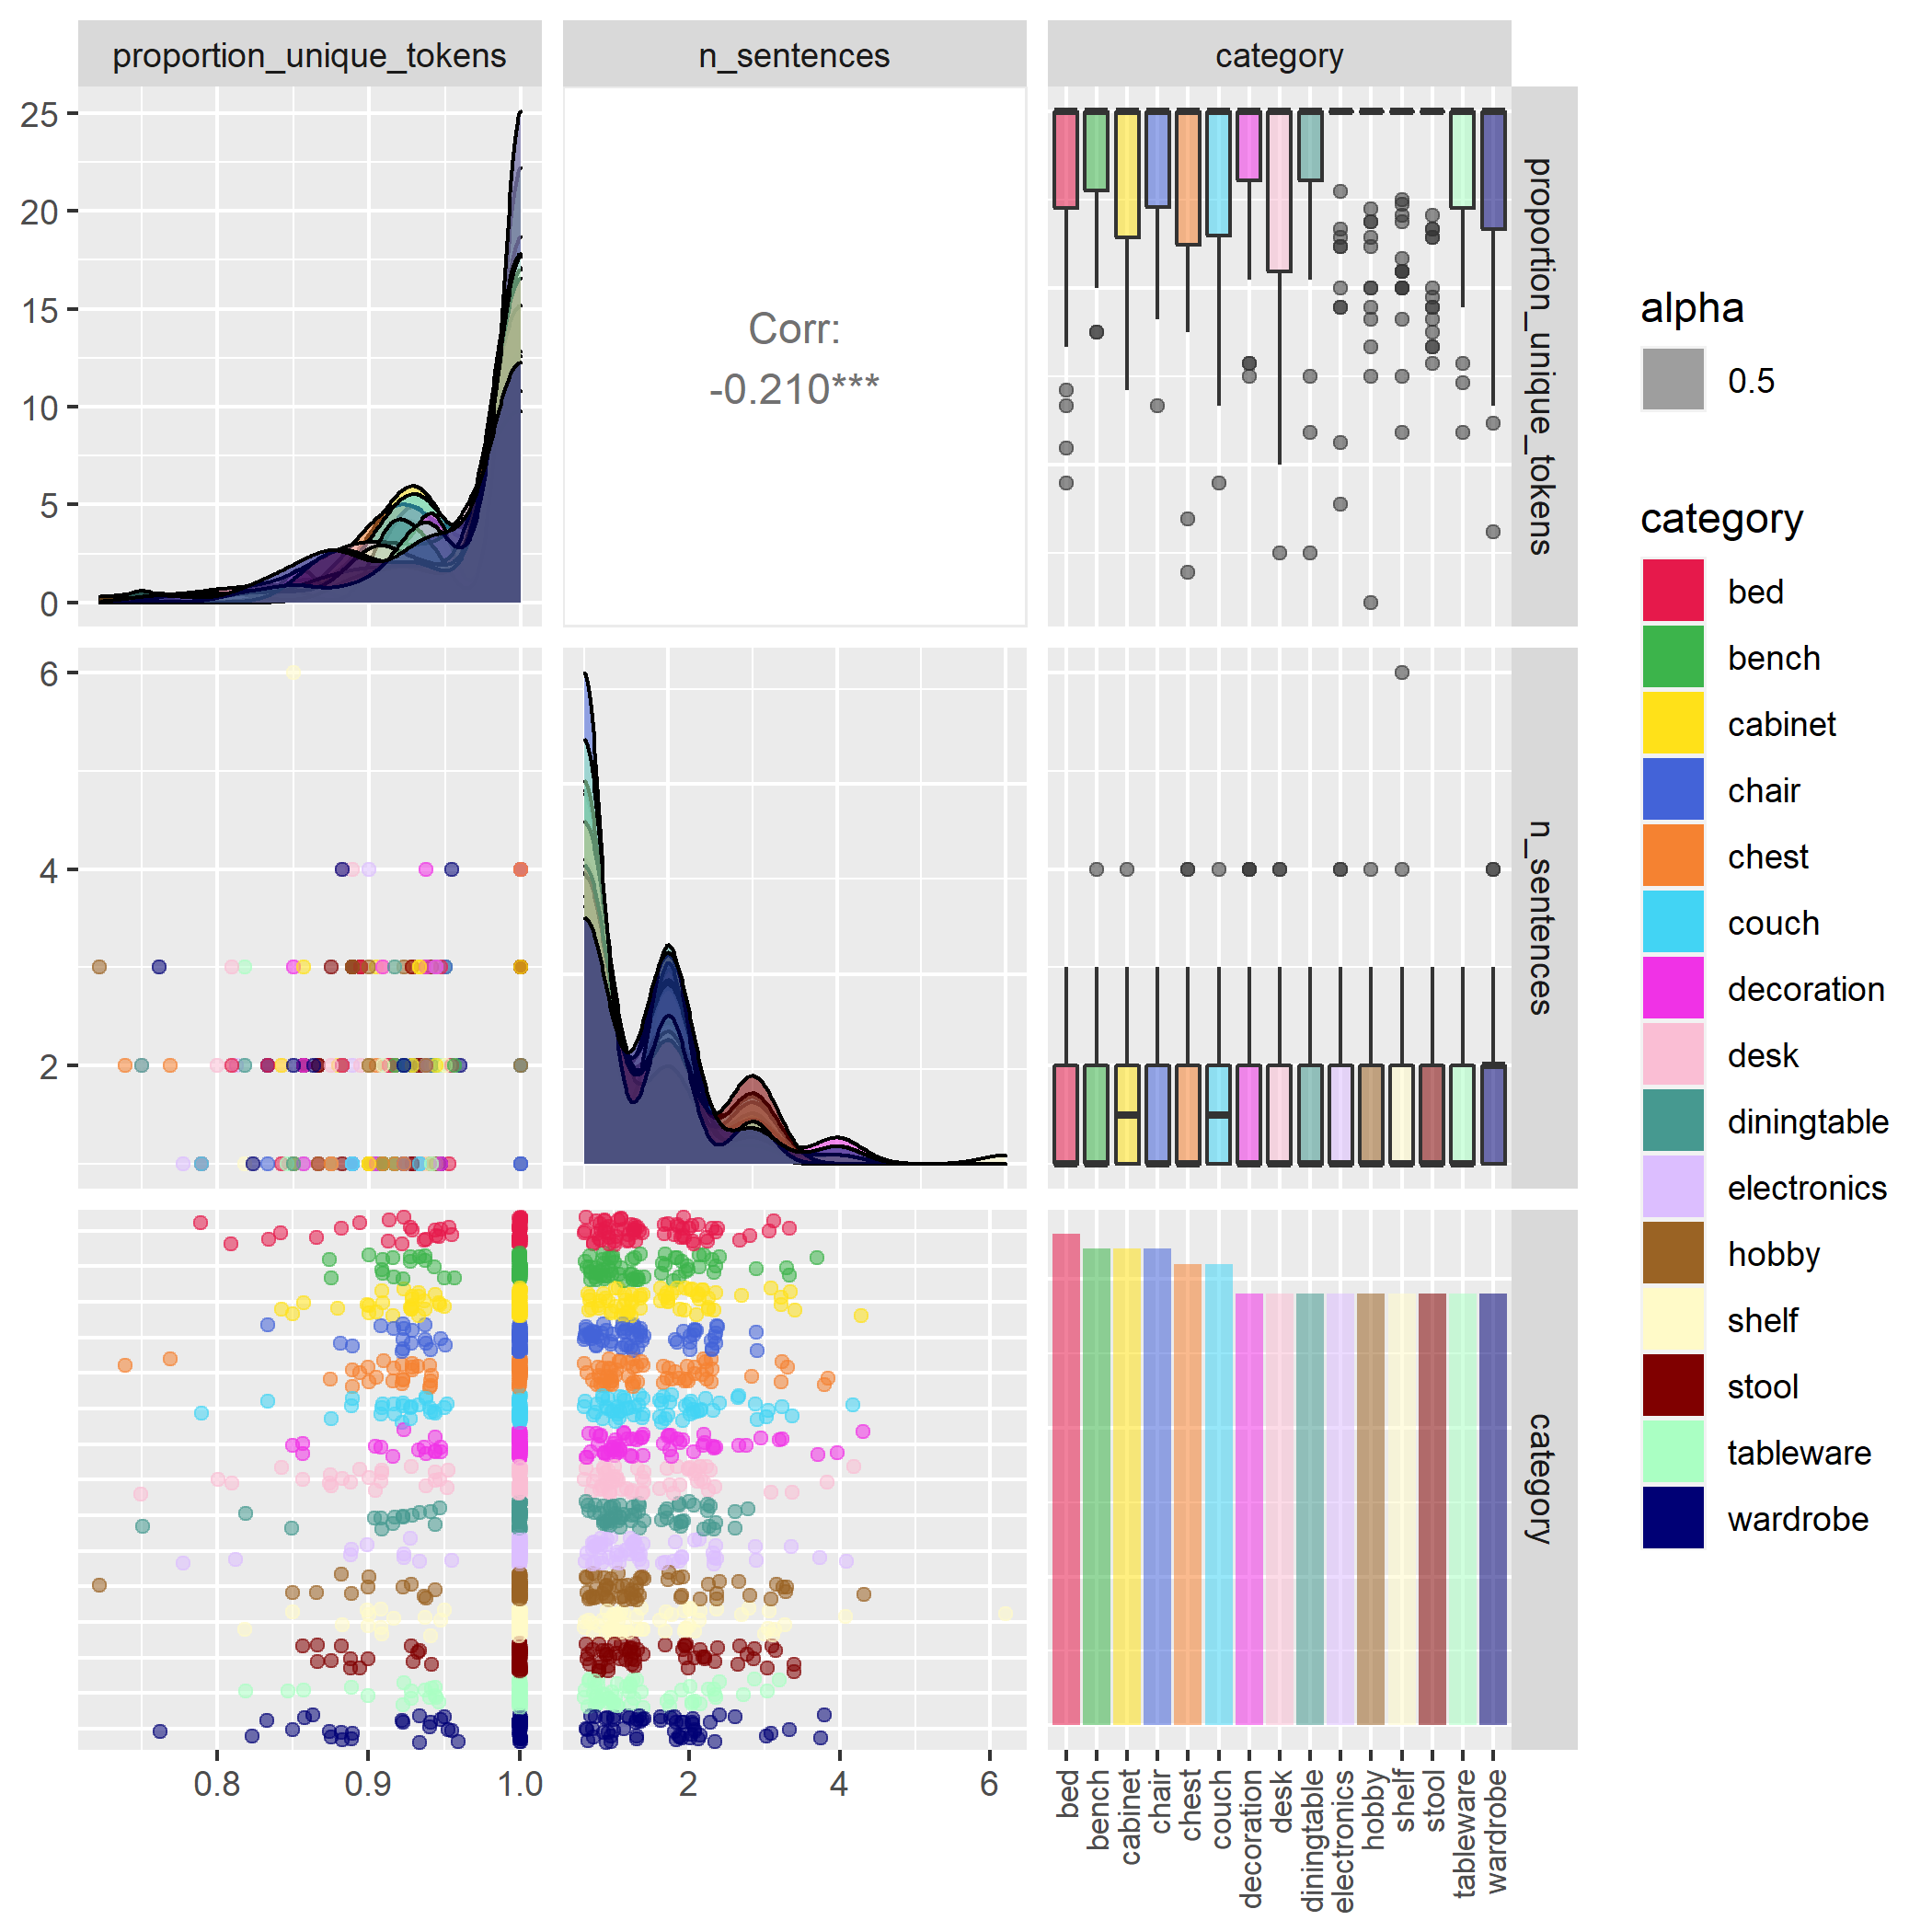 proportion_unique_tokens
n_sentences
category
25
20
15
10
5
0
Corr:
-0.210***
proportion_unique_tokens
6
4
2
n_sentences
category
0.8
0.9
1.0
2
4
6
bed
bench
cabinet
chair
chest
couch
decoration
desk
diningtable
electronics
hobby
shelf
stool
tableware
wardrobe
alpha
0.5
category
bed
bench
cabinet
chair
chest
couch
decoration
desk
diningtable
electronics
hobby
shelf
stool
tableware
wardrobe